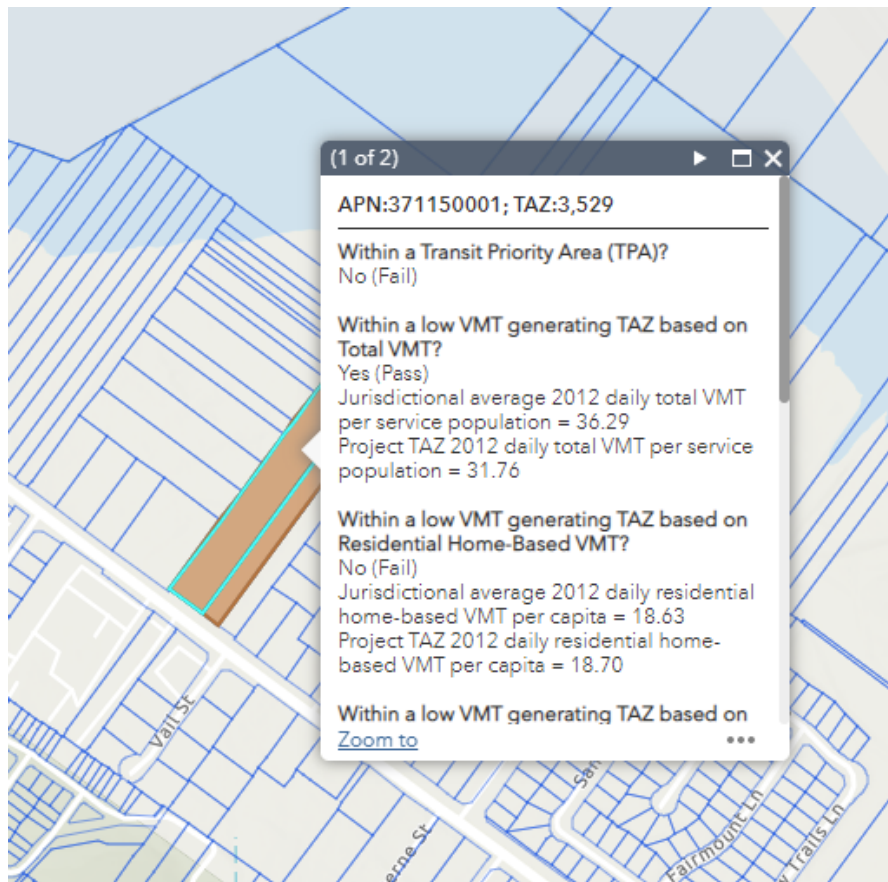 (1 of 2)
APN:371150001; TAZ:3,529
Within a Transit Priority Area (TPA)?
No (Fail)
Within a low VMT generating TAZ based on
Total VMT?
Yes (Pass)
Jurisdictional average 2012 daily total VMT
per service population = 36.29
Project TAZ 2012 daily total VMT per service
population = 31.76
Within a low VMT generating TAZ based on
Residential Home-Based VMT?
No (Fail)
Jurisdictional average 2012 daily residential
home-based VMT per capita = 18.63
Project TAZ 2012 daily residential home-
based VMT per capita = 18.70
Within a low VMT generating TAZ based on
Zoom to
Vail St
erne St
San
Fairmount Ln
y Trails Ln